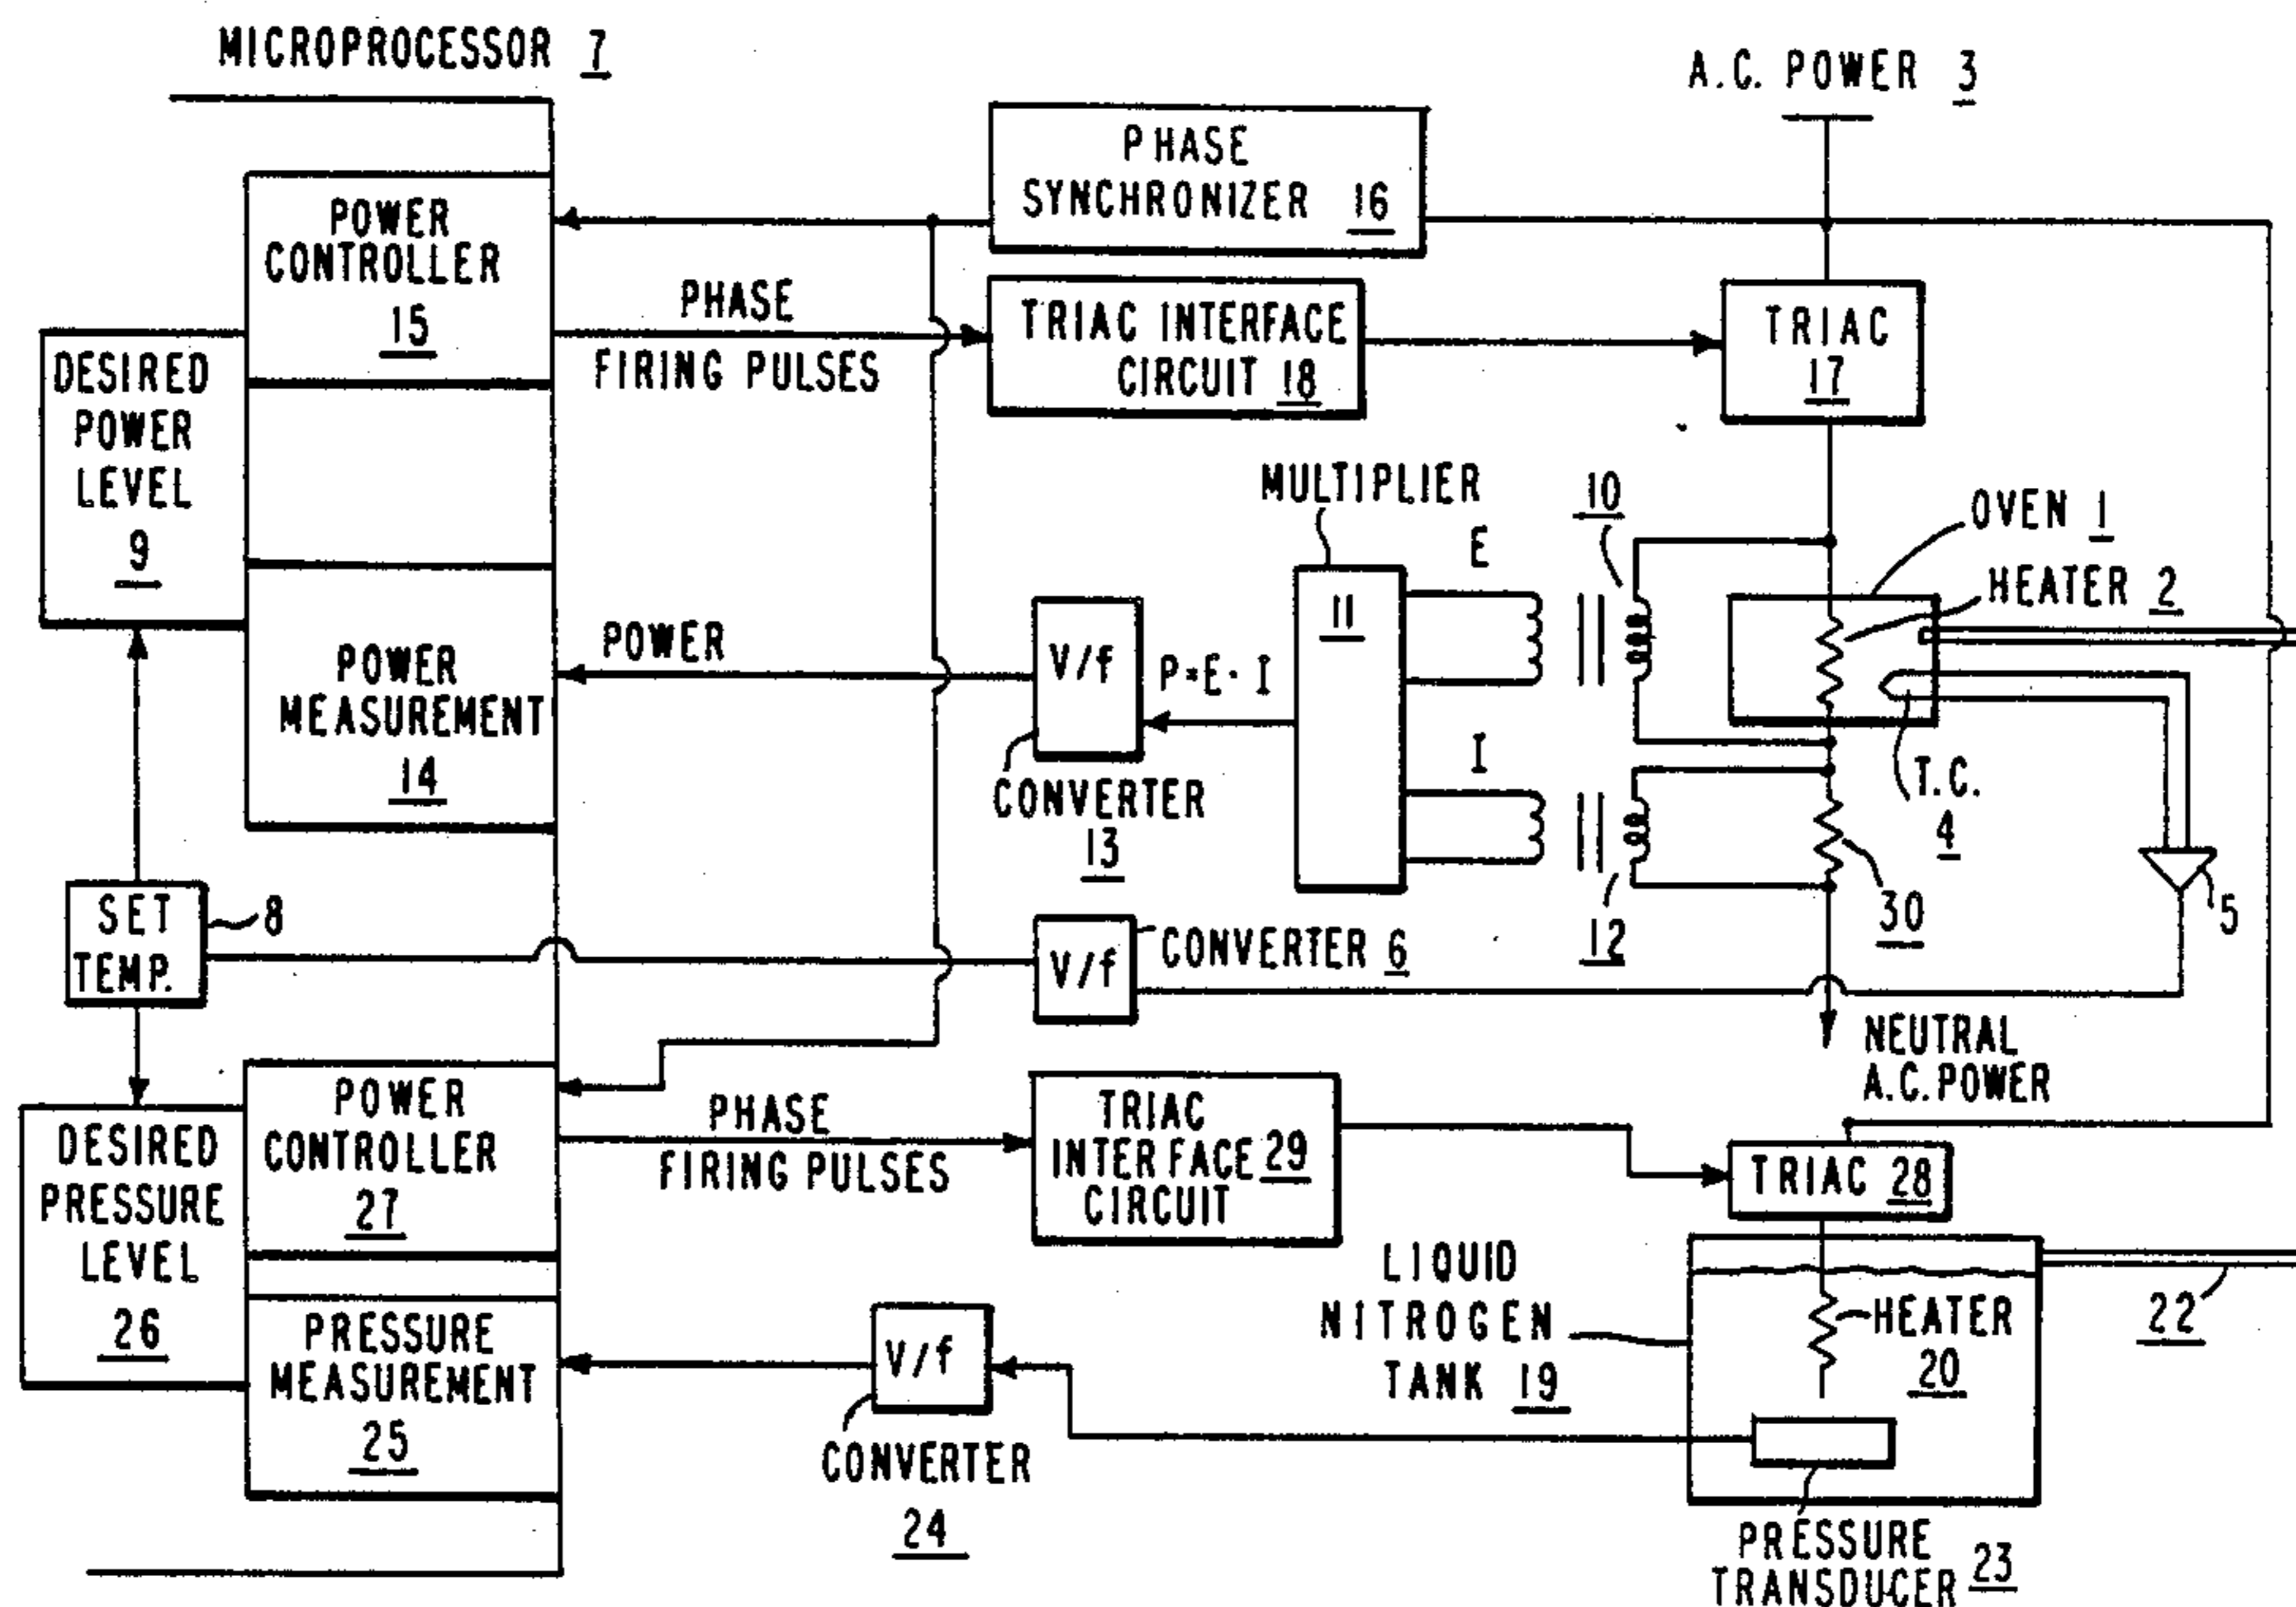 MICROPROCESSOR 7
A.C. POWER 3
PHASE
SYNCHRONIZER 16
POWER
CONTROLLER
15
PHASE
FIRING PULSES
TRIAC INTERFACE
CIRCUIT 18
TRIAC
17
DESIRED
POWER
LEVEL
9
MULTIPLIER
11
E
10
OVEN 1
HEATER 2
POWER
MEASUREMENT
14
POWER
V/f
P=E·I
I
CONVERTER
13
T.C.
4
SET
TEMP.
8
V/f
CONVERTER 6
12
30
5
NEUTRAL
A.C. POWER
POWER
CONTROLLER
27
PHASE
FIRING PULSES
TRIAC
INTERFACE 29
CIRCUIT
TRIAC 28
DESIRED
PRESSURE
LEVEL
26
LIQUID
NITROGEN
TANK 19
HEATER
20
22
PRESSURE
MEASUREMENT
25
V/f
CONVERTER
24
PRESSURE
TRANSDUCER 23